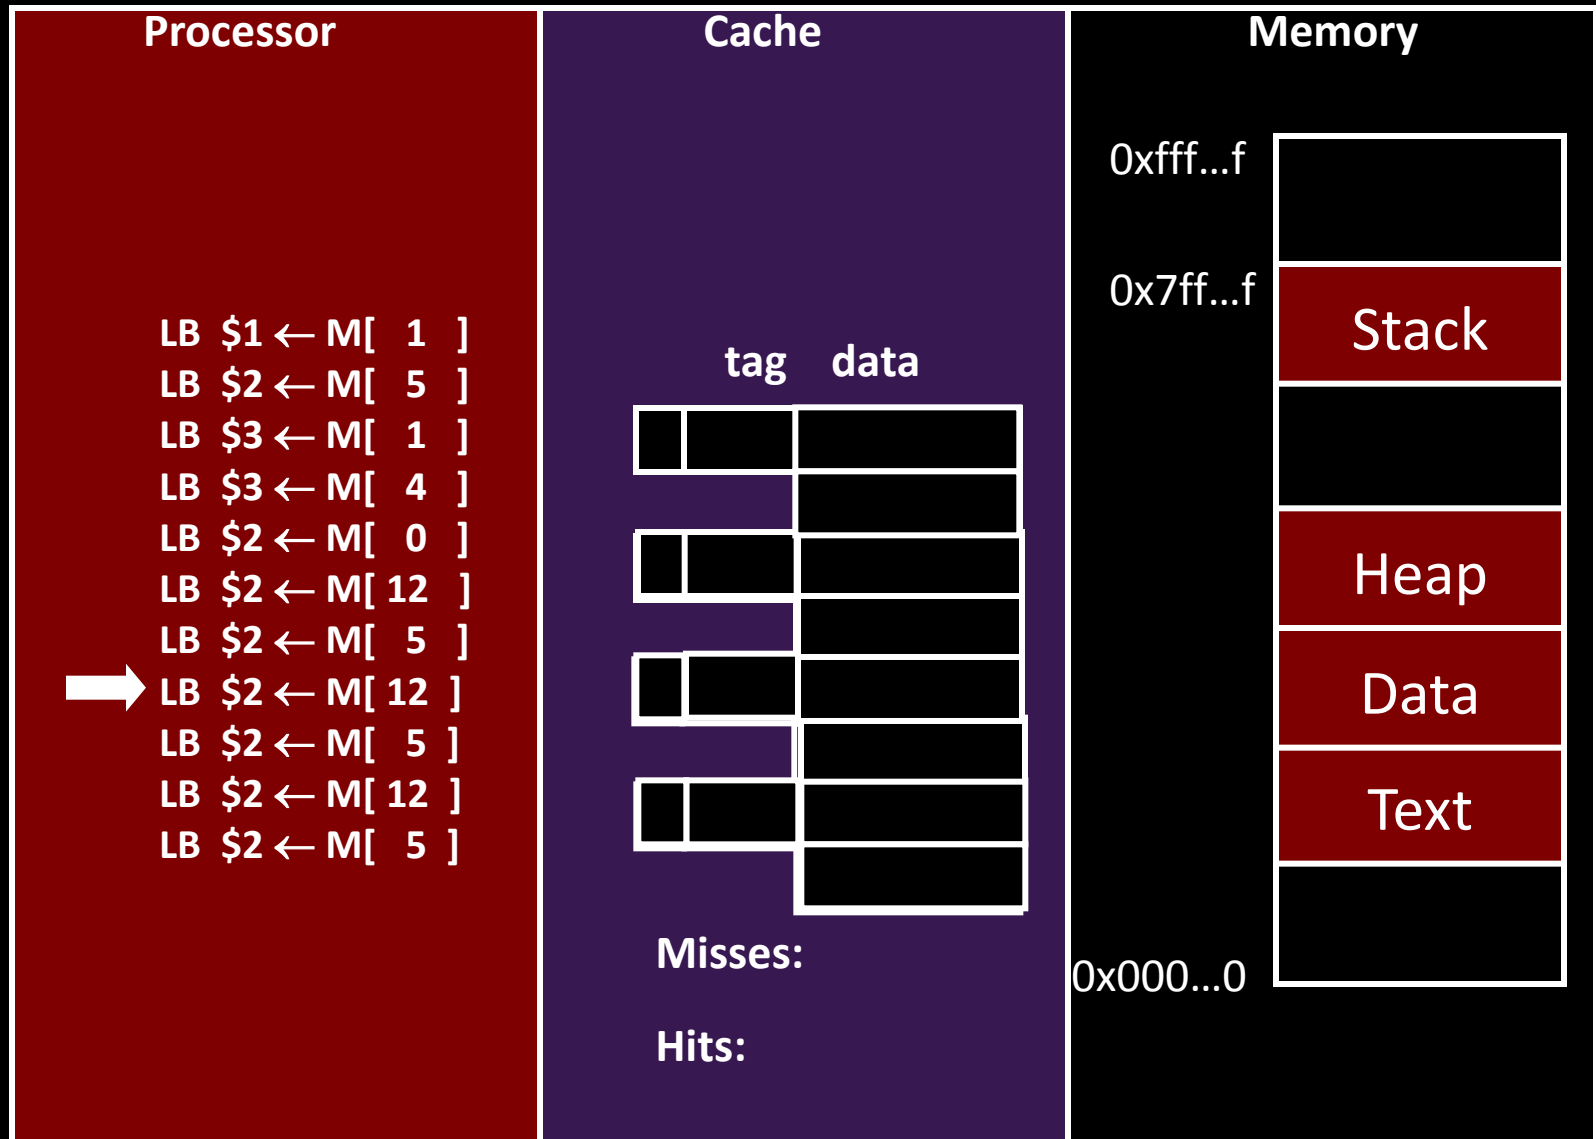 Processor
LB $1 ← M[ 1 ]
LB $2 ← M[ 5 ]
LB $3 ← M[ 1 ]
LB $3 ← M[ 4 ]
LB $2 ← M[ 0 ]
LB $2 ← M[ 12 ]
LB $2 ← M[ 5 ]
LB $2 ← M[ 12 ]
LB $2 ← M[ 5 ]
LB $2 ← M[ 12 ]
LB $2 ← M[ 5 ]
Cache
tag data
Misses:
Hits:
Memory
0xfff…f
0x7ff…f
Stack
Heap
Data
Text
0x000…0